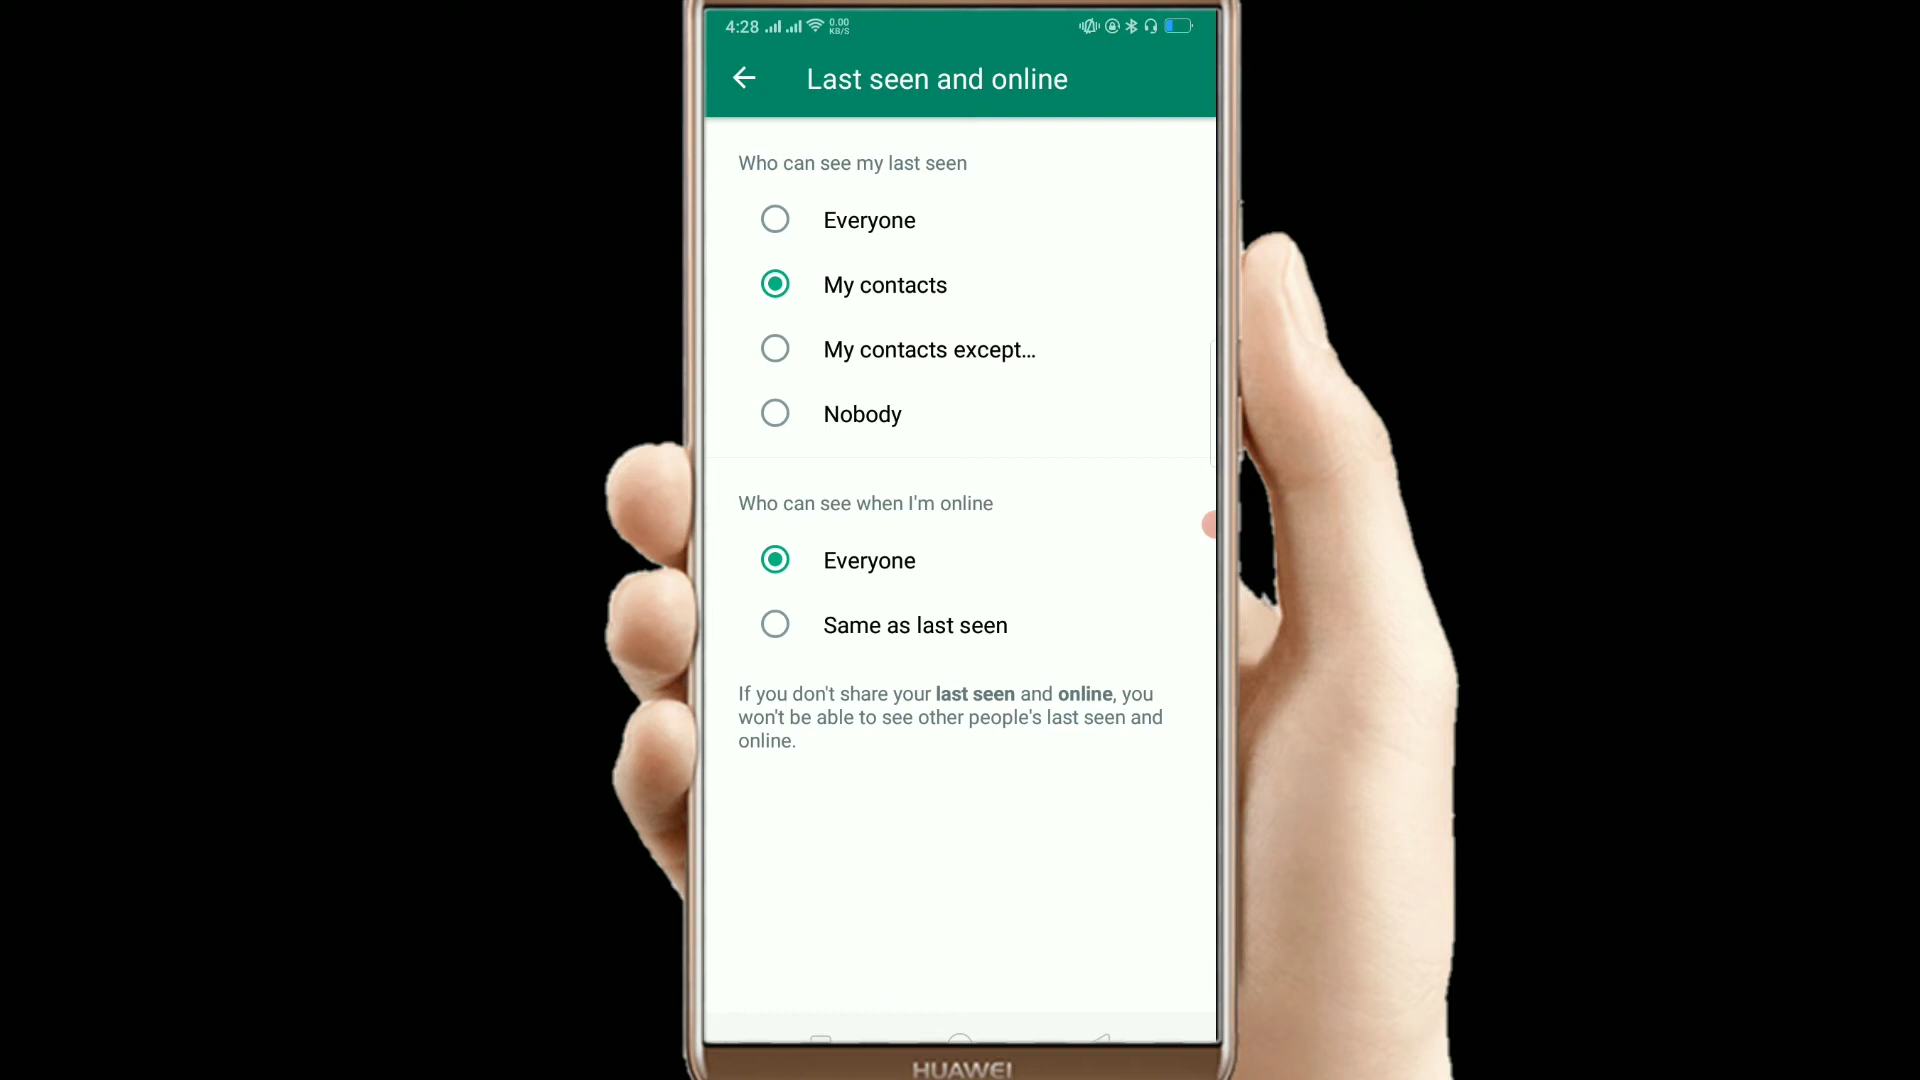 4:28 0.00 KB/S
Last seen and online
Who can see my last seen
Everyone
My contacts
My contacts except...
Nobody
Who can see when I'm online
Everyone
Same as last seen
If you don't share your last seen and online, you
won't be able to see other people's last seen and
online.
HUAWEI